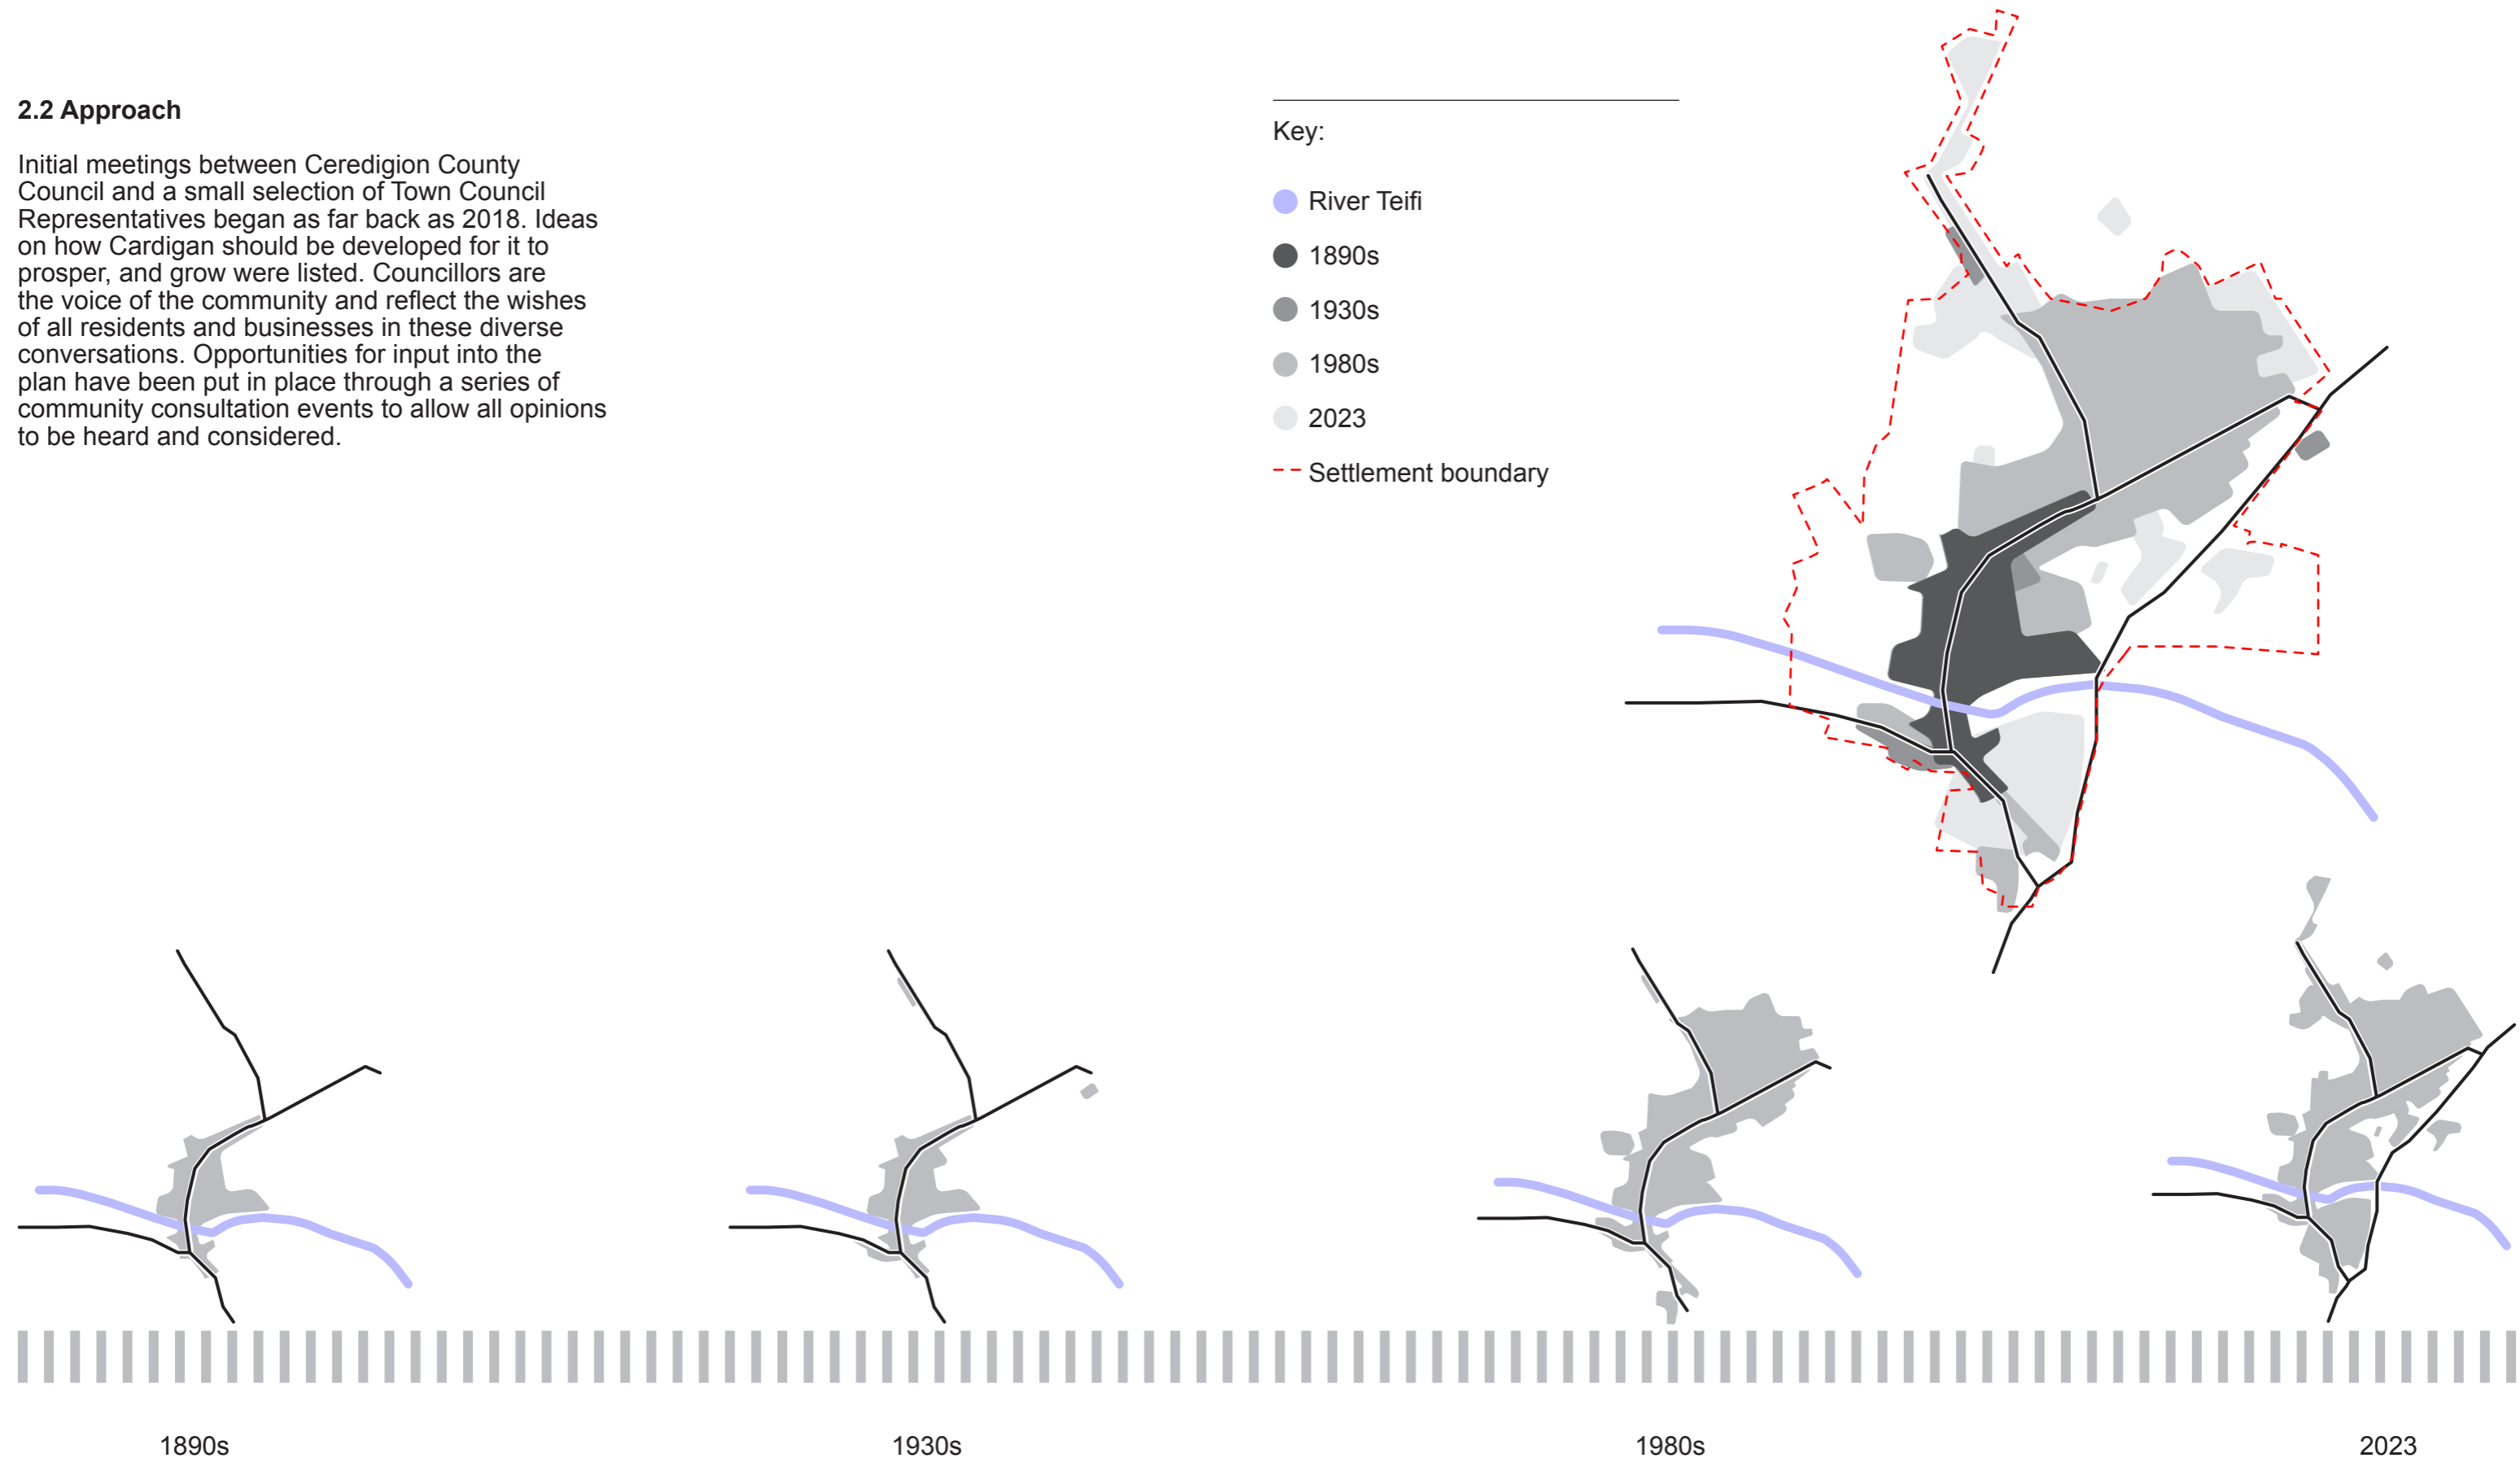 2.2 Approach
Initial meetings between Ceredigion County
Council and a small selection of Town Council
Representatives began as far back as 2018. Ideas
on how Cardigan should be developed for it to
prosper, and grow were listed. Councillors are
the voice of the community and reflect the wishes
of all residents and businesses in these diverse
conversations. Opportunities for input into the
plan have been put in place through a series of
community consultation events to allow all opinions
to be heard and considered.
Key:
River Teifi
1890s
1930s
1980s
2023
Settlement boundary
1890s
1930s
1980s
2023